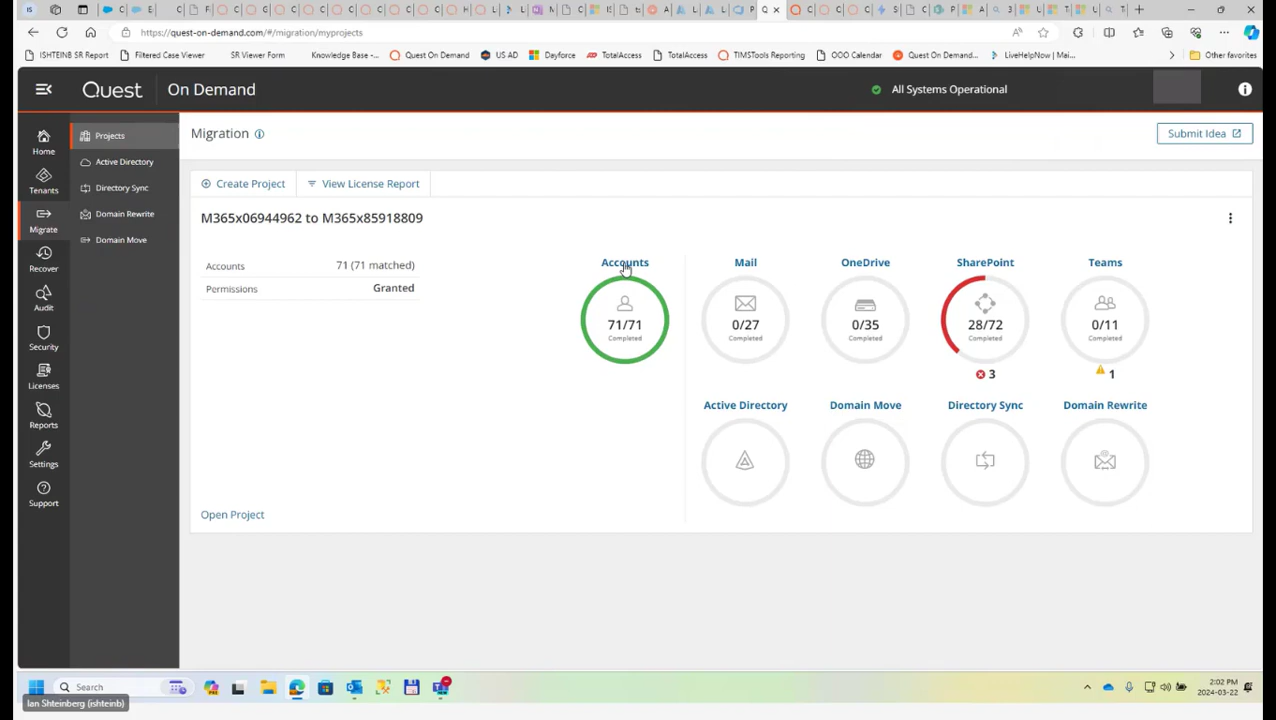 https://quest-on-demand.com/#/migration/myprojects
ISHTEINB SR Report
Filtered Case Viewer
SR Viewer Form
Knowledge Base -...
Quest On Demand
US AD
Dayforce
TotalAccess
TotalAccess
TIMSTools Reporting
OOO Calendar
Quest On Demand...
LiveHelpNow | Mai...
Other favorites
Quest
On Demand
All Systems Operational
Home
Tenants
Migrate
Recover
Audit
Security
Licenses
Reports
Settings
Support
Projects
Active Directory
Directory Sync
Domain Rewrite
Domain Move
Migration
Submit Idea
Create Project
View License Report
M365x06944962 to M365x85918809
Accounts 71 (71 matched)
Permissions Granted
Accounts
71/71
Completed
Mail
0/27
Completed
OneDrive
0/35
Completed
SharePoint
28/72
Completed
3
Teams
0/11
Completed
1
Active Directory
Domain Move
Directory Sync
Domain Rewrite
Open Project
Search
2:02 PM
2024-03-22
Ian Shteinberg (ishteinb)